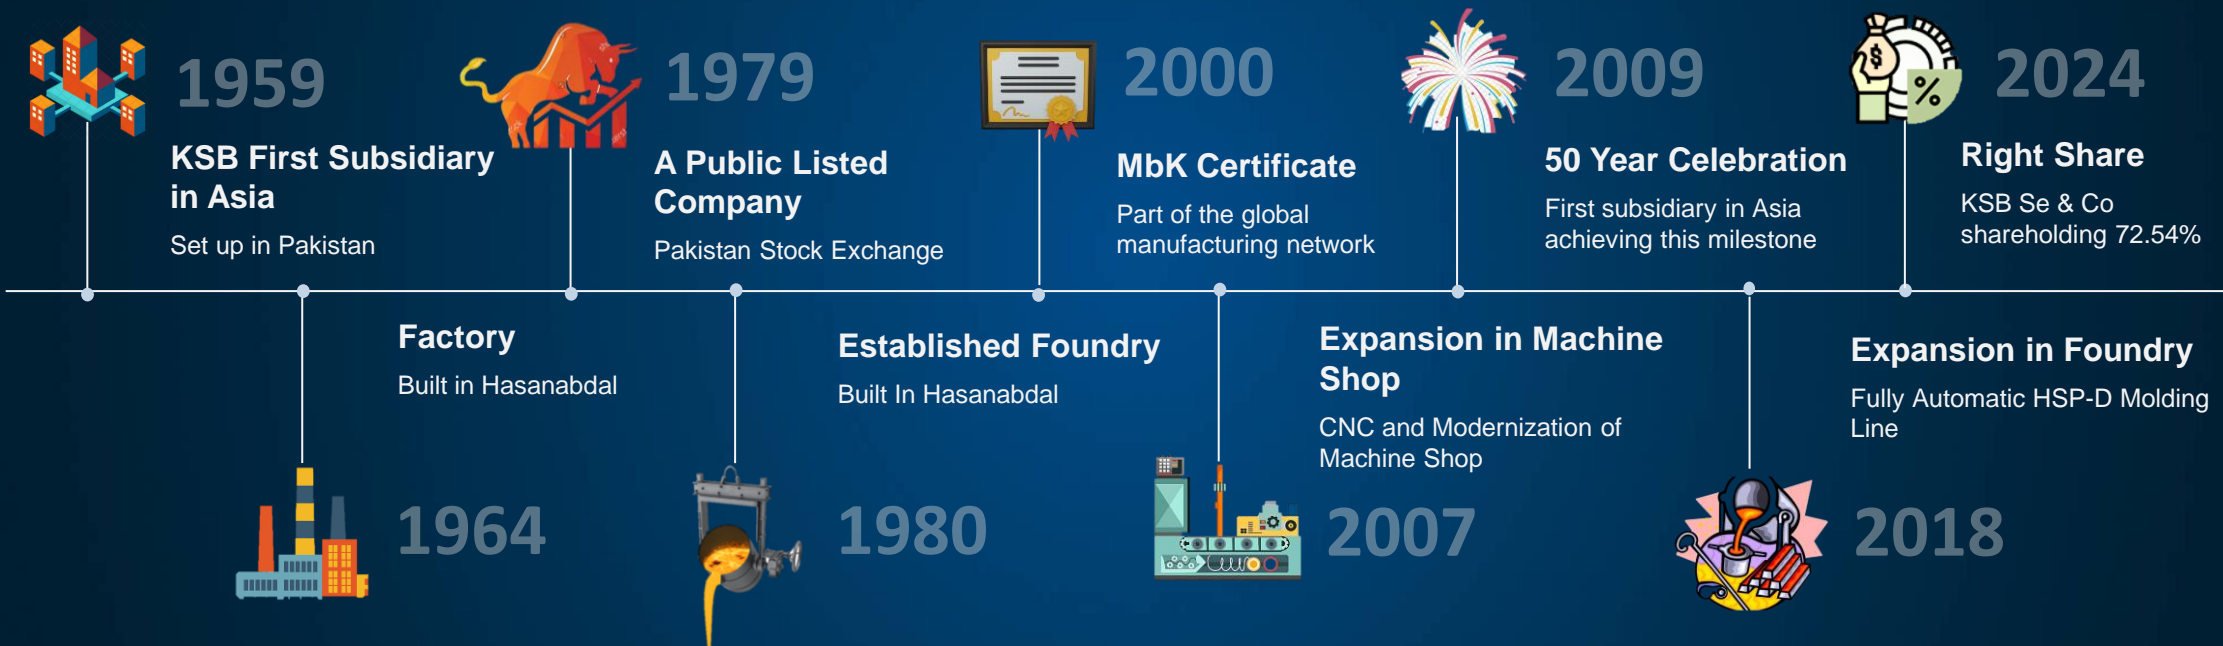 1959
KSB First Subsidiary
in Asia
Set up in Pakistan
Factory
Built in Hasanabdal
1964
1979
A Public Listed
Company
Pakistan Stock Exchange
Established Foundry
Built In Hasanabdal
1980
2000
MbK Certificate
Part of the global
manufacturing network
Expansion in Machine
Shop
CNC and Modernization of
Machine Shop
2007
2009
50 Year Celebration
First subsidiary in Asia
achieving this milestone
Expansion in Foundry
Fully Automatic HSP-D Molding
Line
2018
2024
Right Share
KSB Se & Co
shareholding 72.54%